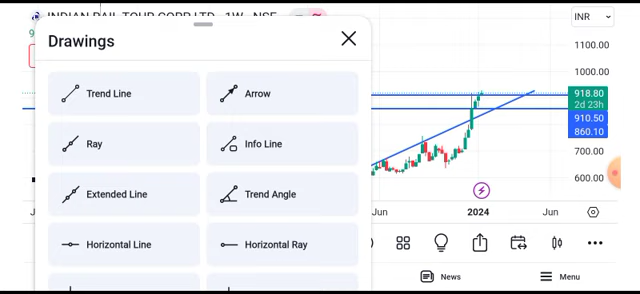 INDIAN RAIL TOUR CORP LTD · 1W · NSE
INR
Drawings
Trend Line
Arrow
Ray
Info Line
Extended Line
Trend Angle
Horizontal Line
Horizontal Ray
1100.00
1000.00
918.80
2d 23h
910.50
860.10
700.00
600.00
Jun
2024
Jun
News
Menu